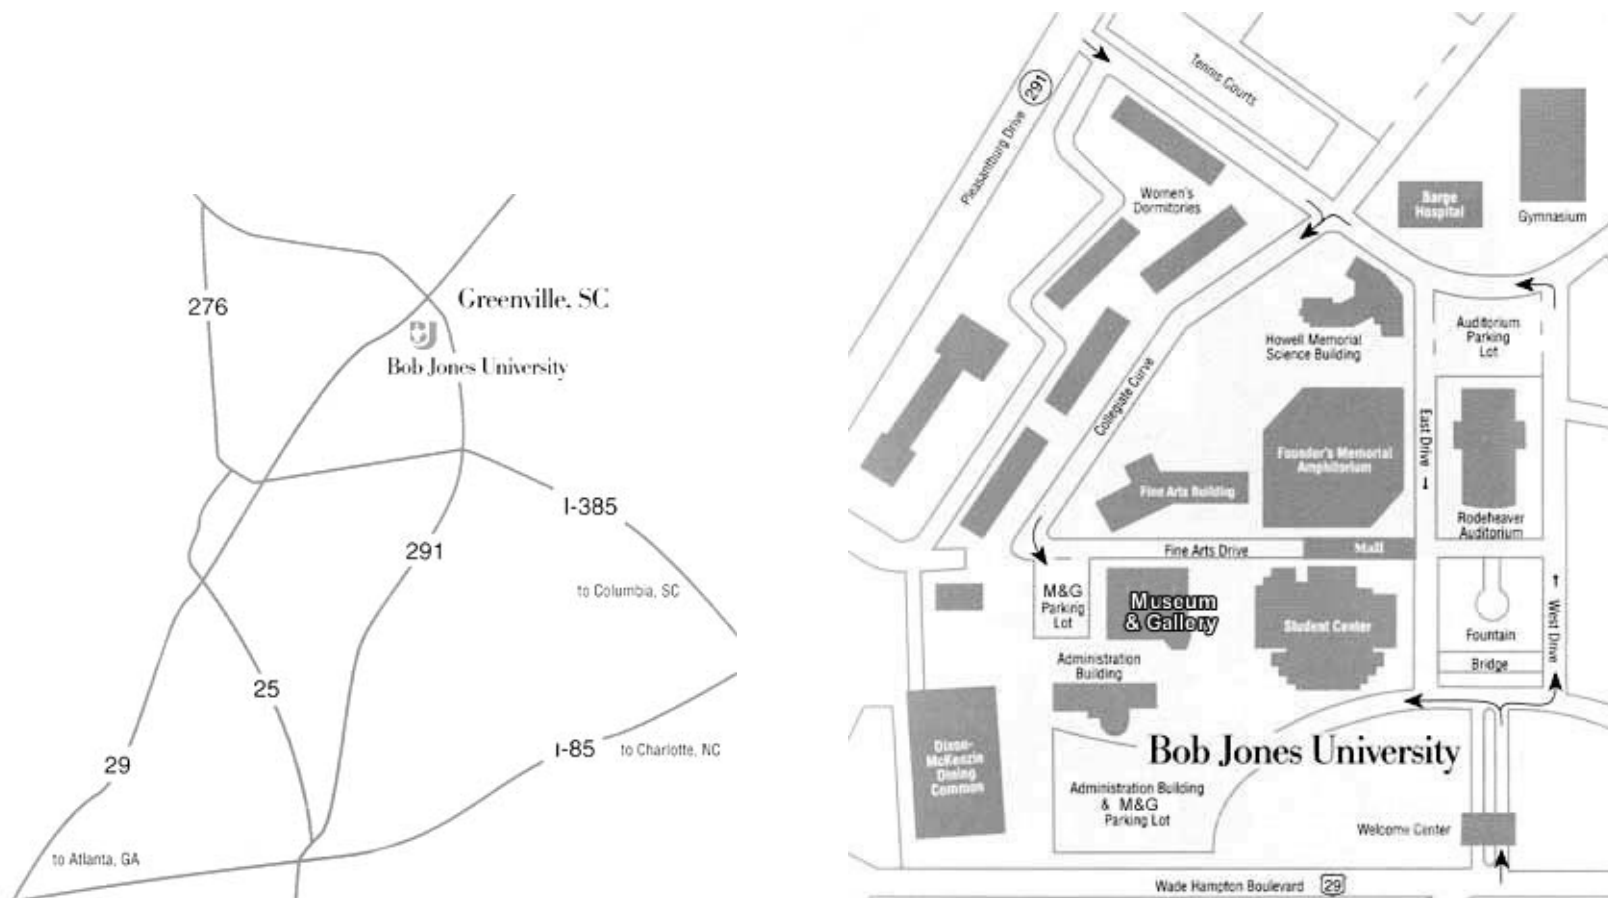 276
Greenville, SC
Bob Jones University
I-385
291
to Columbia, SC
25
I-85
to Charlotte, NC
29
to Atlanta, GA
Tennis Courts
291
Pleasantburg Drive
Women's
Dormitories
Barge
Hospital
Gymnasium
Howell Memorial
Science Building
Auditorium
Parking
Lot
Collegiate Curve
East Drive
Founder's Memorial
Amphitorium
Fine Arts Building
Rodeheaver
Auditorium
Fine Arts Drive
Mall
M&G
Parking
Lot
Museum
& Gallery
Student Center
Fountain
West Drive
Bridge
Administration
Building
Bob Jones University
Dixon-
McKenzie
Dining
Common
Administration Building
& M&G
Parking Lot
Welcome Center
Wade Hampton Boulevard 29